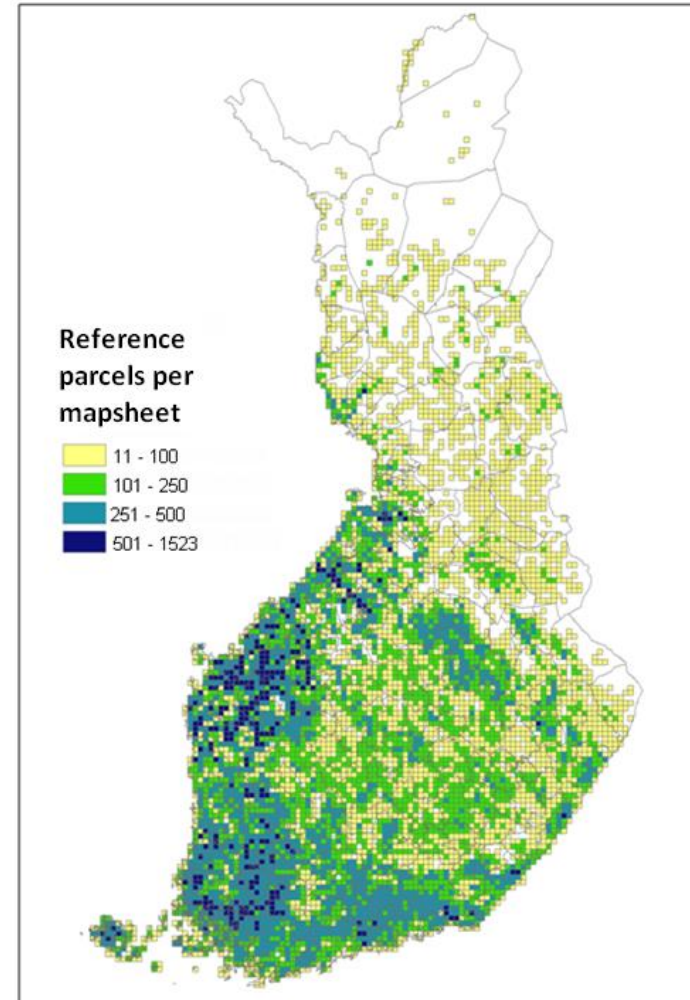 Reference
parcels per
mapsheet
11 - 100
101 - 250
251 - 500
501 - 1523